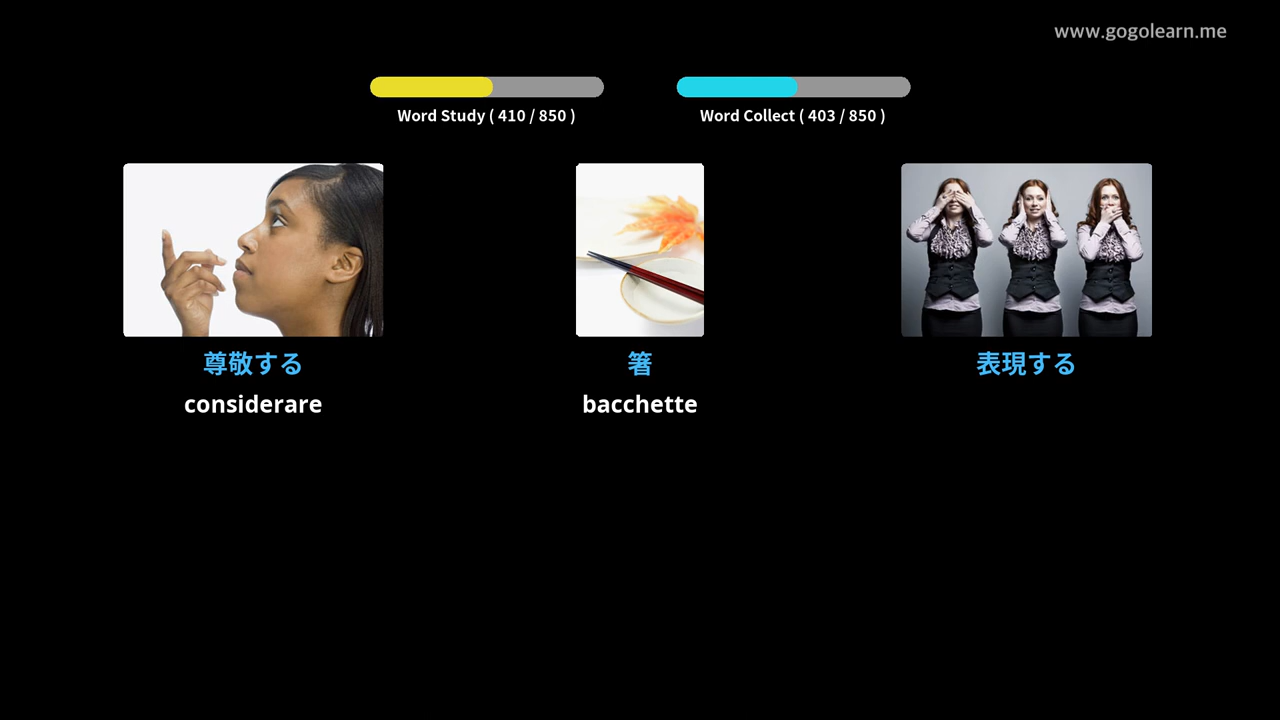 www.gogolearn.me
Word Study ( 410 / 850 )
Word Collect ( 403 / 850 )
尊敬する
箸
表現する
considerare
bacchette